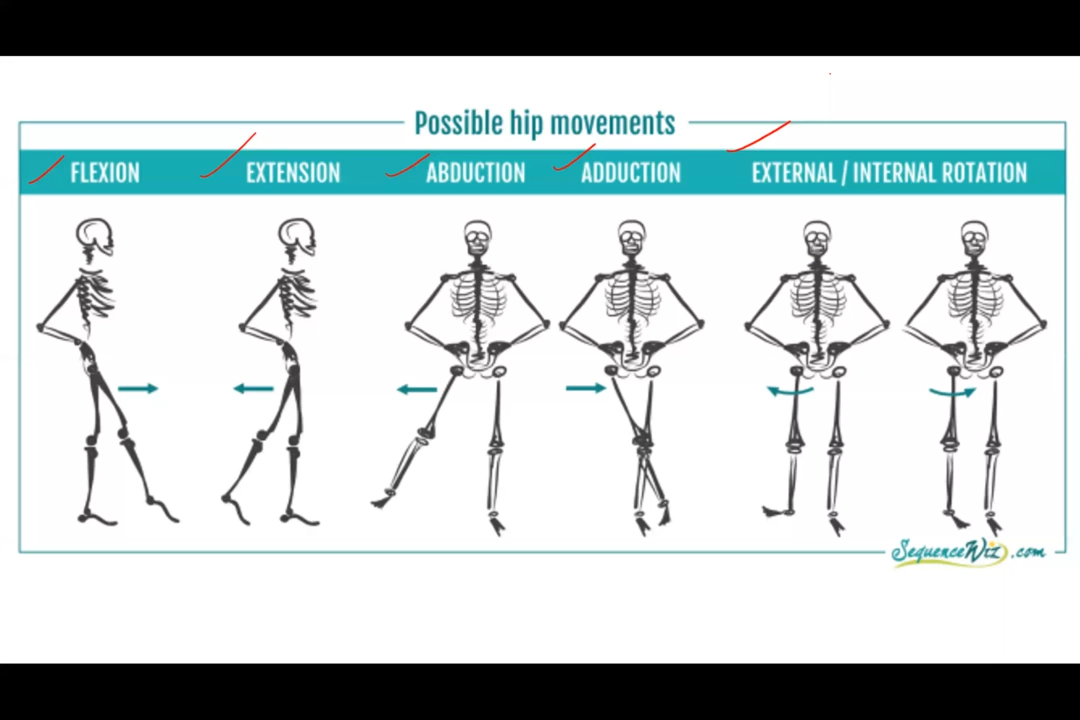 Possible hip movements
FLEXION EXTENSION ABDUCTION ADDUCTION EXTERNAL / INTERNAL ROTATION
SequenceWiz.com